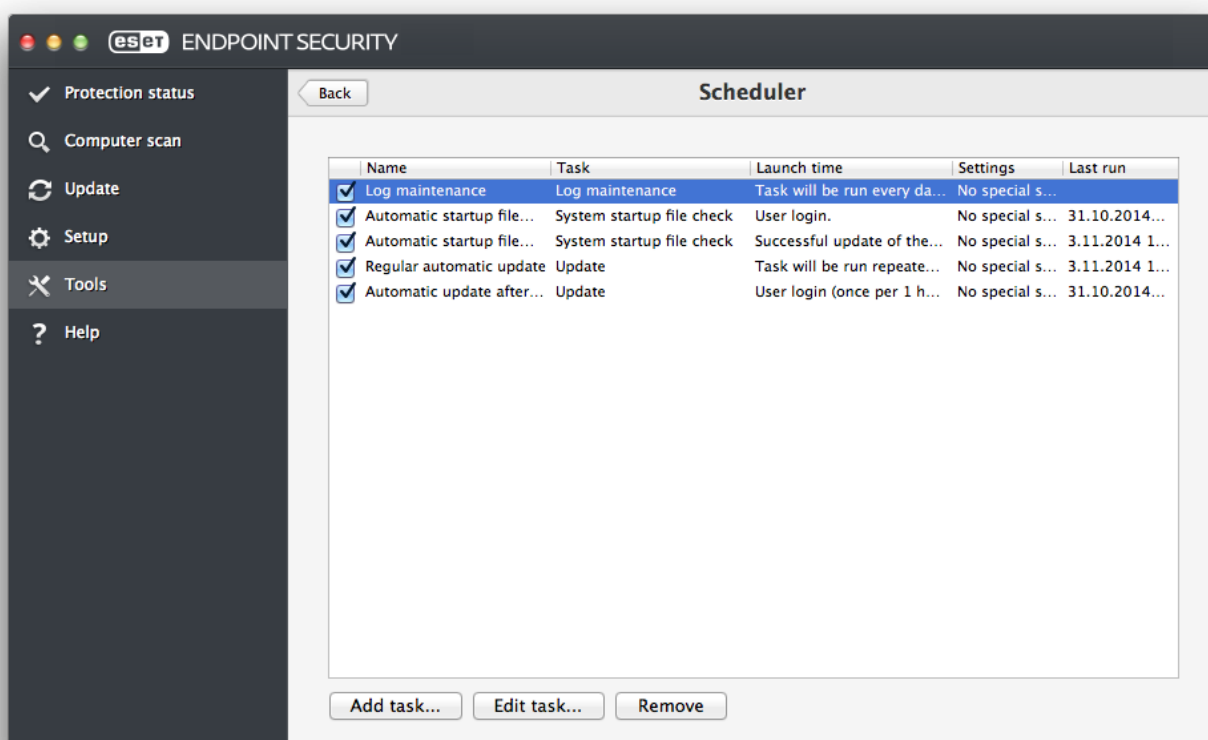 eset ENDPOINT SECURITY
Protection status
Computer scan
Update
Setup
Tools
Help
Back
Scheduler
Name Task Launch time Settings Last run
Log maintenance Log maintenance Task will be run every da... No special s...
Automatic startup file... System startup file check User login. No special s... 31.10.2014...
Automatic startup file... System startup file check Successful update of the... No special s... 3.11.2014 1...
Regular automatic update Update Task will be run repeate... No special s... 3.11.2014 1...
Automatic update after... Update User login (once per 1 h... No special s... 31.10.2014...
Add task... Edit task... Remove